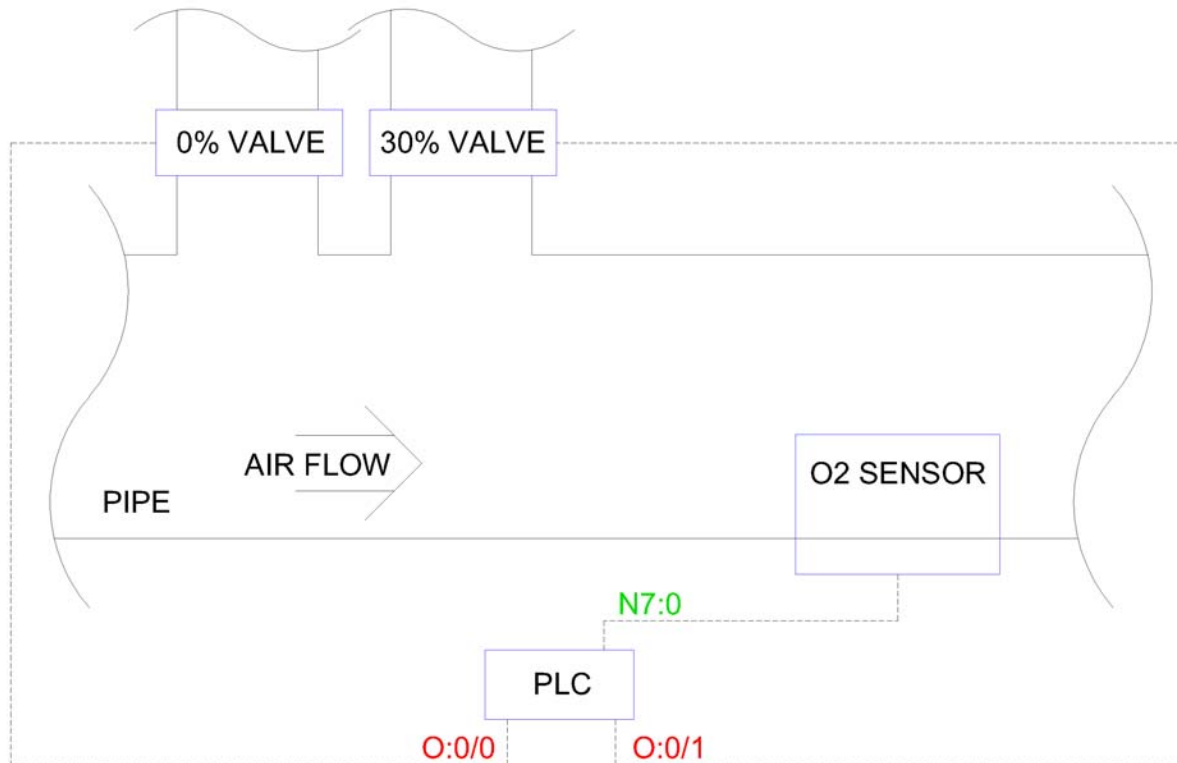 0% VALVE
30% VALVE
AIR FLOW
O2 SENSOR
PIPE
N7:0
PLC
O:0/0
O:0/1